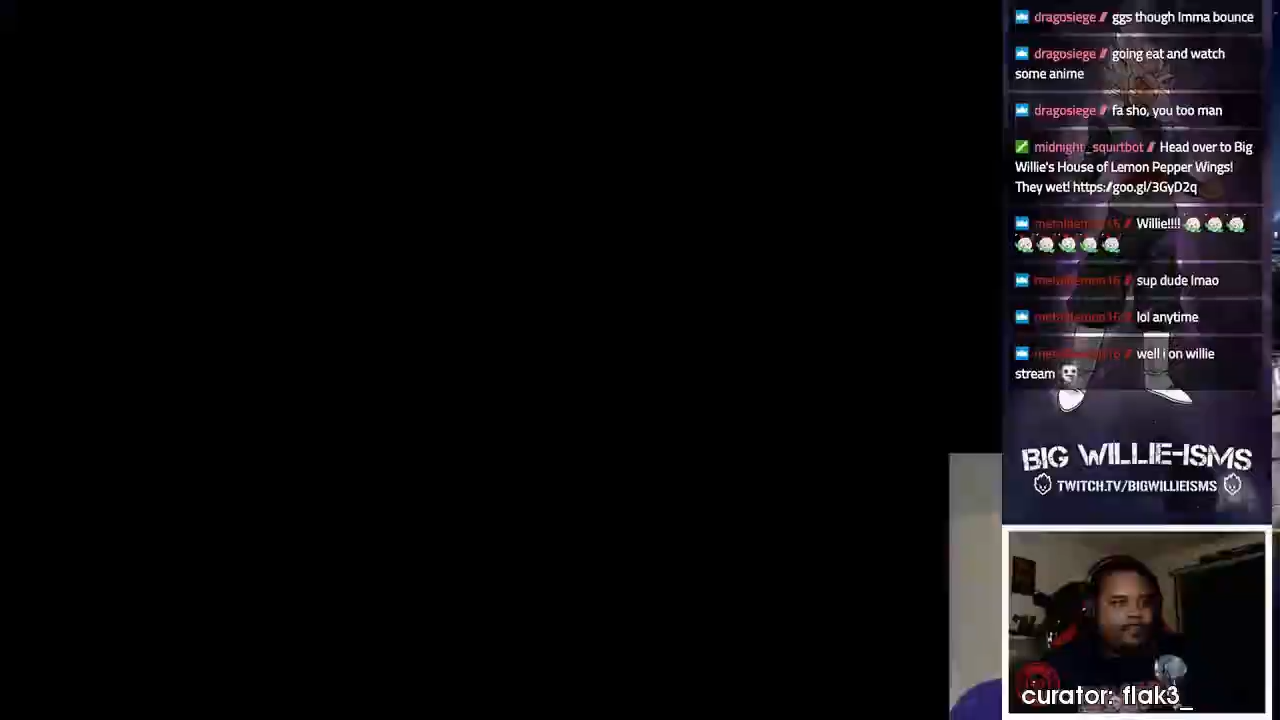 dragosiege // ggs though Imma bounce
dragosiege // going eat and watch
some anime
dragosiege // fa sho, you too man
midnight_squirtbot // Head over to Big
Willie's House of Lemon Pepper Wings!
They wet! https://goo.gl/3GyD2q
// Willie!!!!
// sup dude lmao
// lol anytime
// well i on willie
stream
BIG WILLIE-ISMS
TWITCH.TV/BIGWILLIEISMS
curator: flak3_